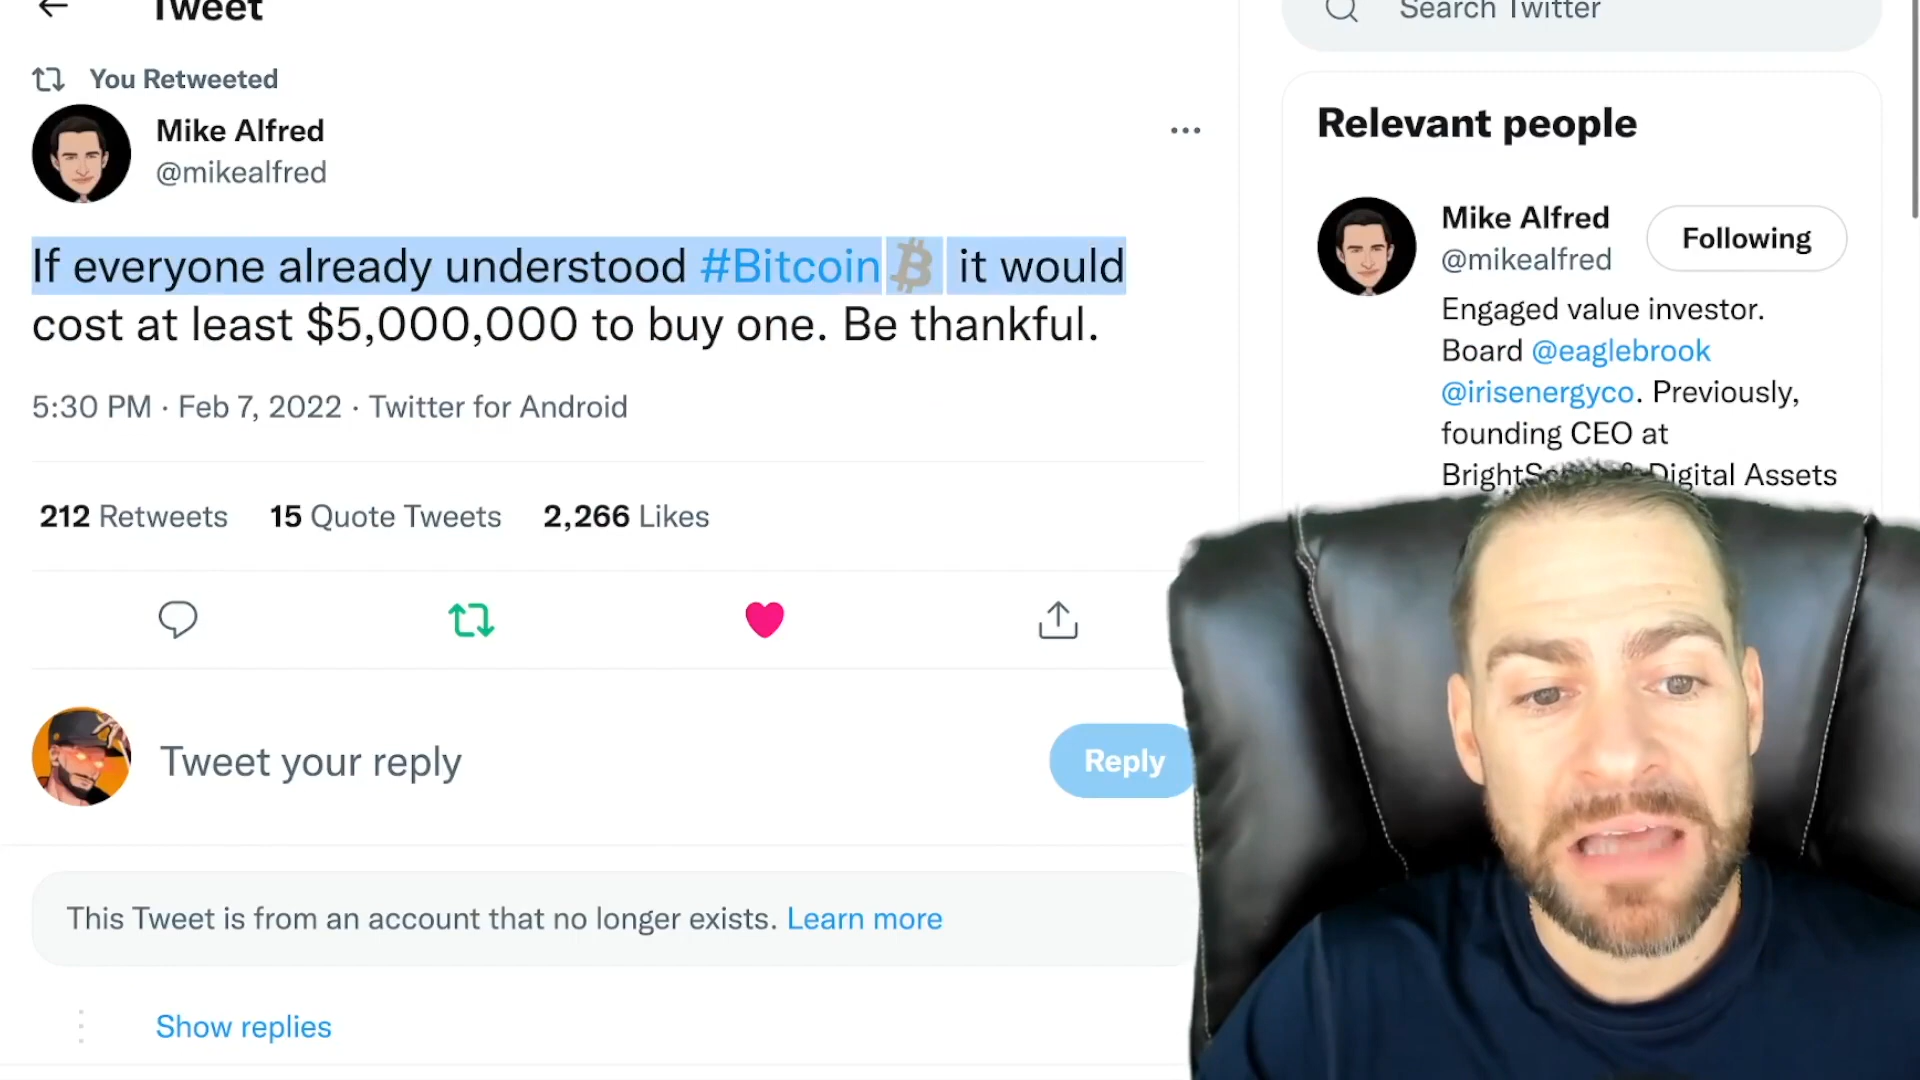 Tweet
Search Twitter
You Retweeted
Mike Alfred
@mikealfred
If everyone already understood #Bitcoin it would
cost at least $5,000,000 to buy one. Be thankful.
5:30 PM · Feb 7, 2022 · Twitter for Android
212 Retweets 15 Quote Tweets 2,266 Likes
Tweet your reply
Reply
This Tweet is from an account that no longer exists. Learn more
Show replies
Relevant people
Mike Alfred
@mikealfred
Following
Engaged value investor.
Board @eaglebrook
@irisenergyco. Previously,
founding CEO at
Digital Assets